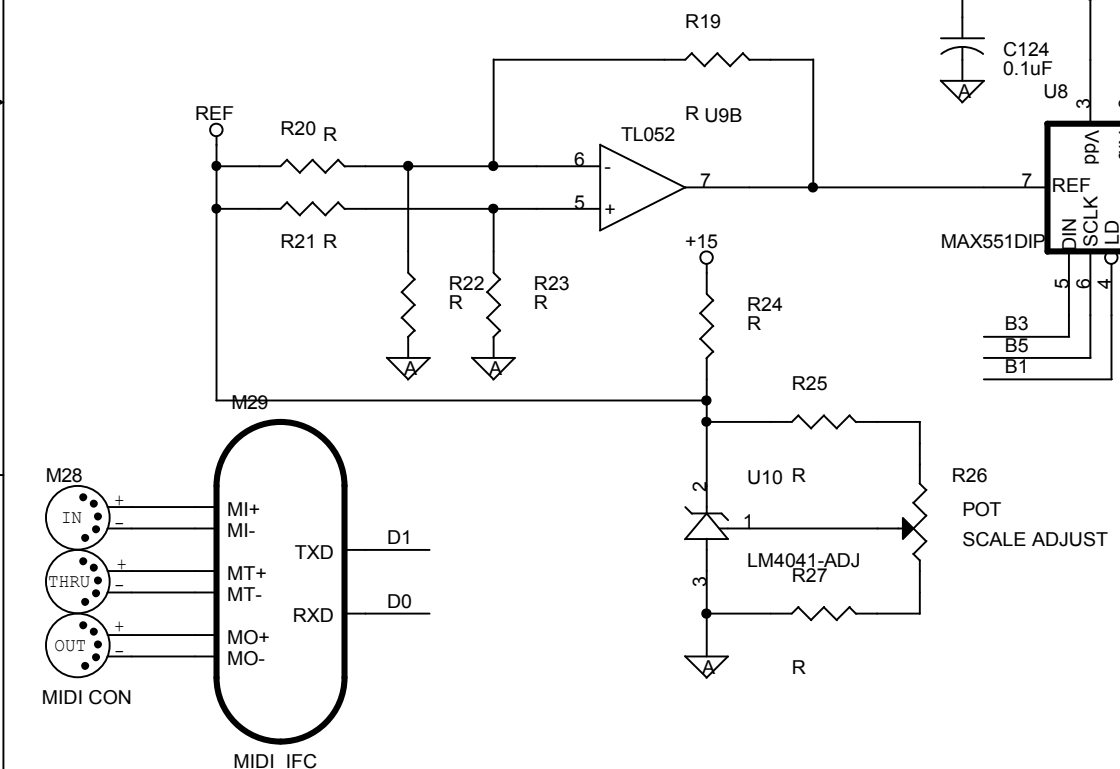 R19
C124
0.1uF
U8
3
REF
R20 R
R U9B
TL052
Vdd
6
-
7
7
REF
5
+
R21 R
+15
MAX551DIP
DIN
SCLK
LD
5
6
4
R22
R
R23
R
R24
R
B3
B5
B1
A
A
A
R25
M29
M28
U10 R
R26
2
POT
1
SCALE ADJUST
IN
+
-
MI+
MI-
TXD
D1
LM4041-ADJ
R27
3
THRU
+
-
MT+
MT-
RXD
D0
OUT
+
-
MO+
MO-
A
R
MIDI CON
MIDI IFC